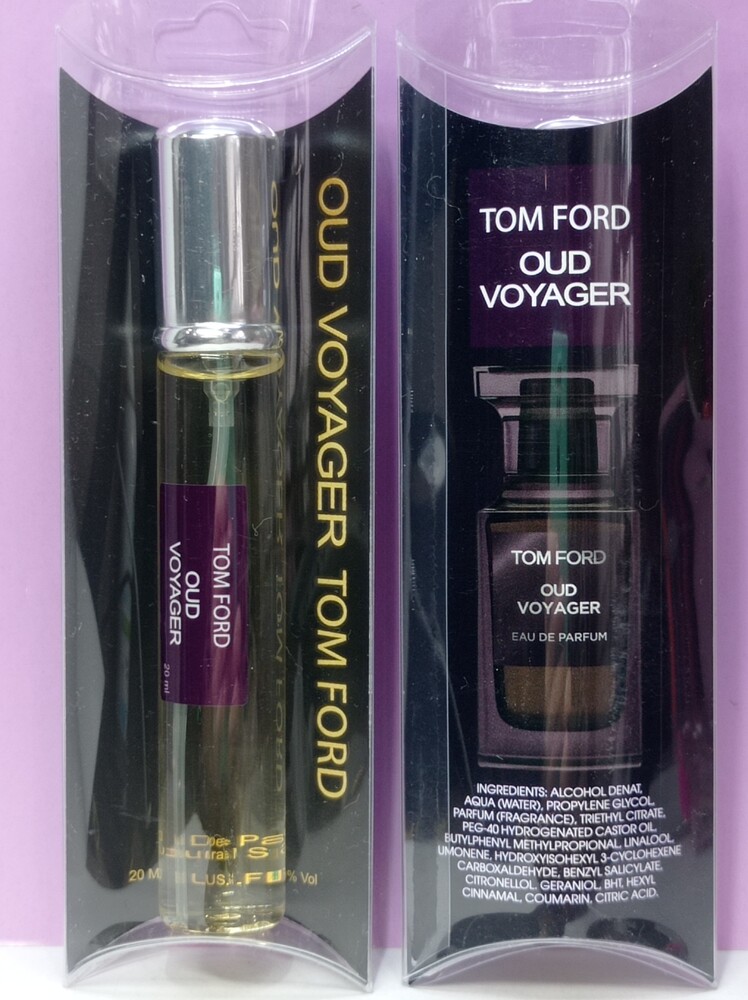 OUD VOYAGER TOM FORD
TOM FORD
OUD
VOYAGER
20 ml
20 M
% Vol
TOM FORD
OUD
VOYAGER
TOM FORD
OUD
VOYAGER
EAU DE PARFUM
INGREDIENTS: ALCOHOL DENAT,
AQUA (WATER), PROPYLENE GLYCOL,
PARFUM (FRAGRANCE), TRIETHYL CITRATE,
PEG-40 HYDROGENATED CASTOR OIL,
BUTYLPHENYL METHYLPROPIONAL, LINALOOL,
LIMONENE, HYDROXYISOHEXYL 3-CYCLOHEXENE
CARBOXALDEHYDE, BENZYL SALICYLATE,
CITRONELLOL, GERANIOL, BHT, HEXYL
CINNAMAL, COUMARIN, CITRIC ACID.